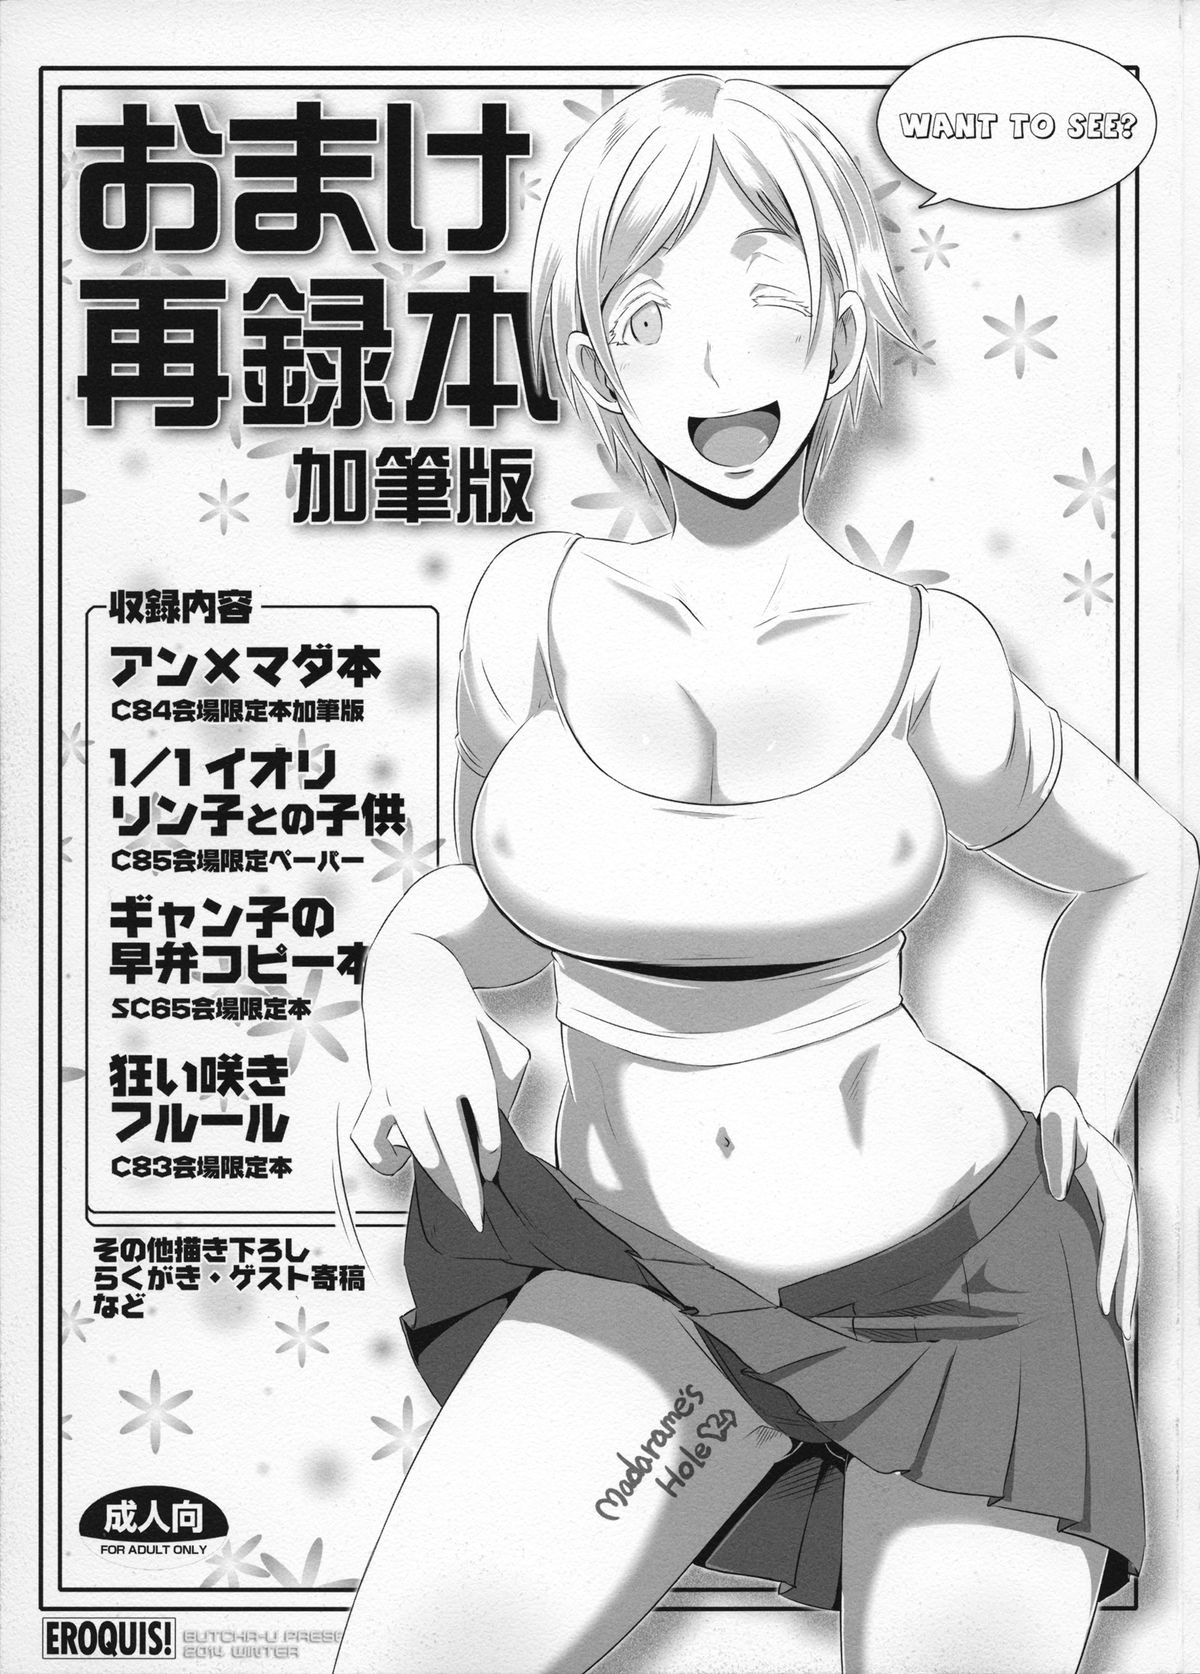 WANT TO SEE?
おまけ
再録本
加筆版
収録内容
アン×マダ本
C84会場限定本加筆版
1/1イオリ
リン子との子供
C85会場限定ペーパー
ギャン子の
早弁コピー本
SC65会場限定本
狂い咲き
フルール
C83会場限定本
その他描き下ろし
らくがき・ゲスト寄稿
など
Madarame's
Hole
成人向
FOR ADULT ONLY
EROQUIS!
BUTCHA-U PRESE
2014 WINTER